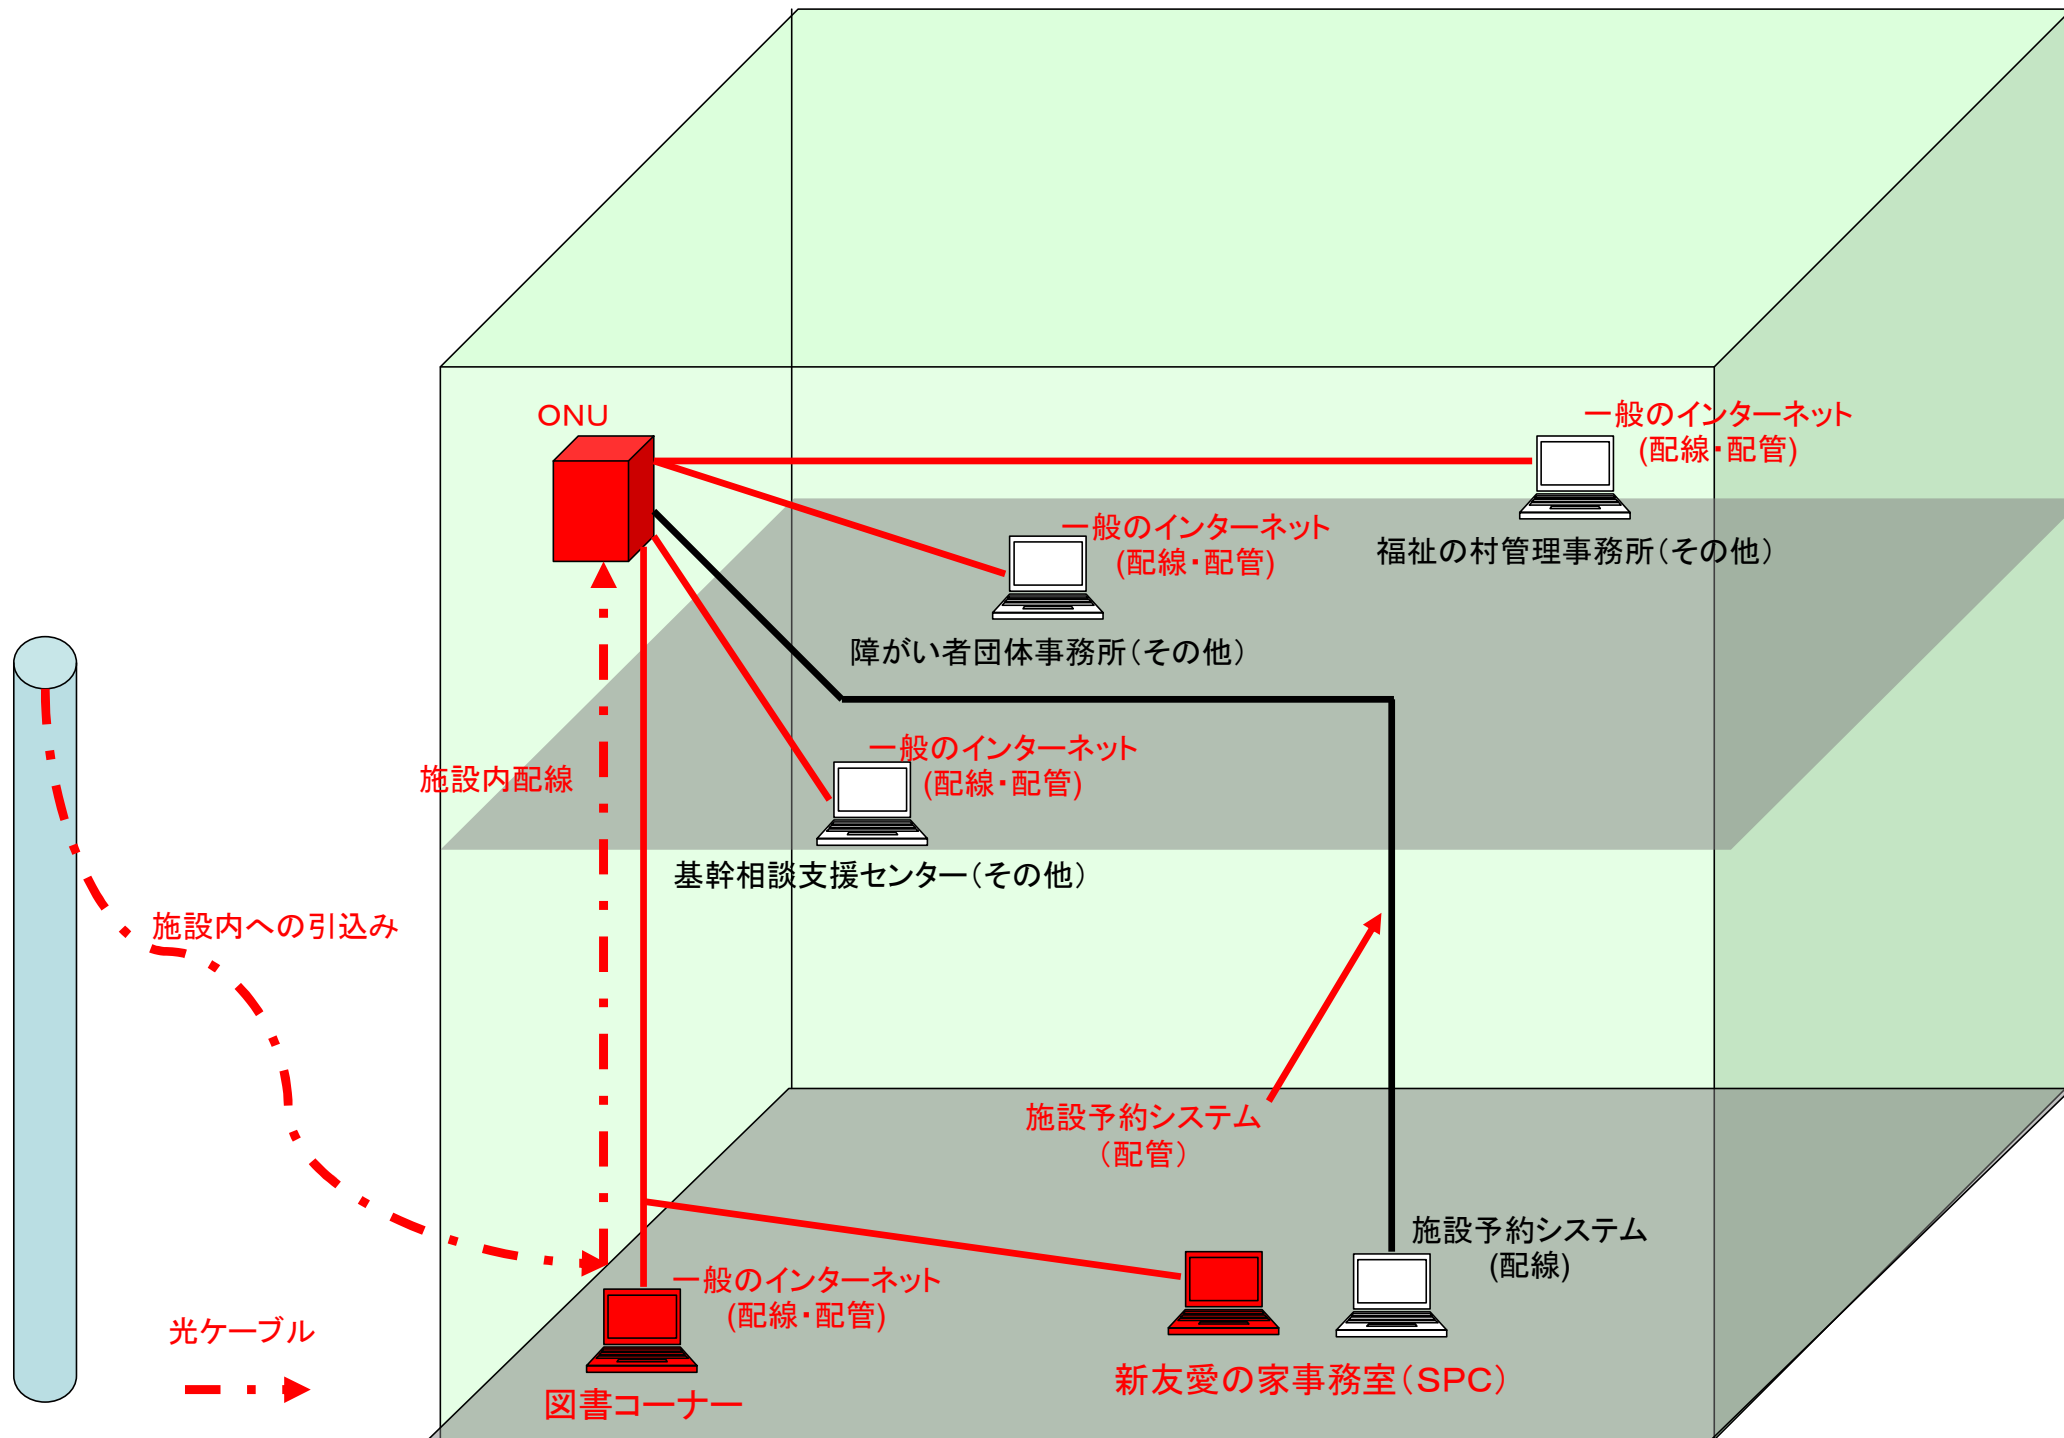 ONU
一般のインターネット
(配線・配管)
福祉の村管理事務所(その他)
一般のインターネット
(配線・配管)
障がい者団体事務所(その他)
一般のインターネット
(配線・配管)
施設内配線
基幹相談支援センター(その他)
施設内への引込み
施設予約システム
(配管)
施設予約システム
(配線)
一般のインターネット
(配線・配管)
光ケーブル
新友愛の家事務室(SPC)
図書コーナー